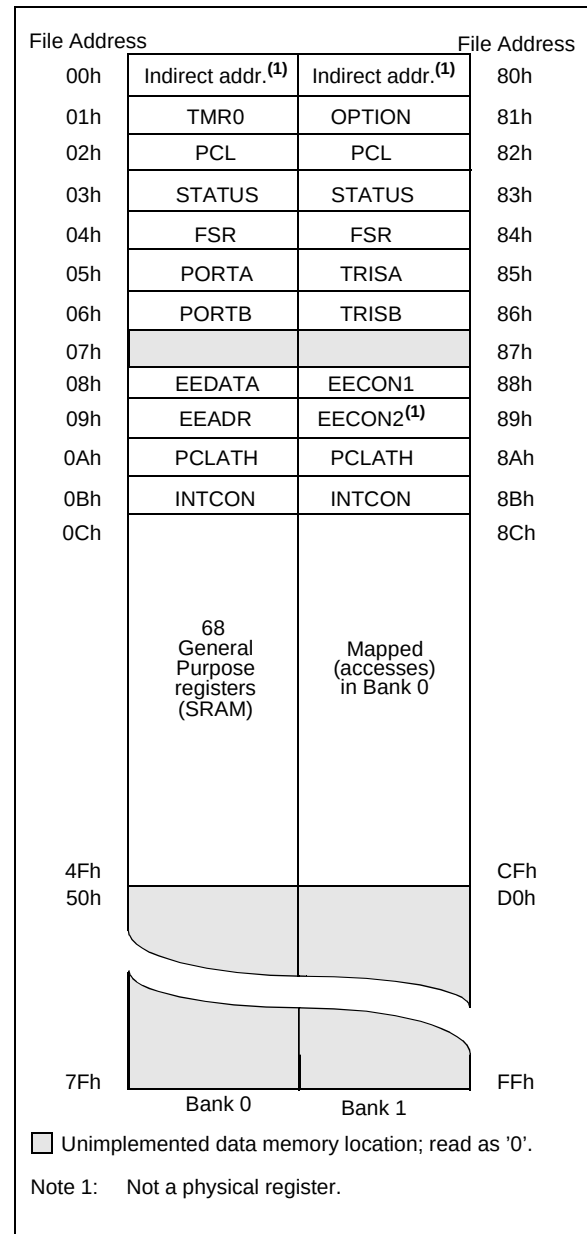 File Address File Address
00h Indirect addr.(1) Indirect addr.(1) 80h
01h TMR0 OPTION 81h
02h PCL PCL 82h
03h STATUS STATUS 83h
04h FSR FSR 84h
05h PORTA TRISA 85h
06h PORTB TRISB 86h
07h 87h
08h EEDATA EECON1 88h
09h EEADR EECON2(1) 89h
0Ah PCLATH PCLATH 8Ah
0Bh INTCON INTCON 8Bh
0Ch 8Ch
68
General
Purpose
registers
(SRAM)
Mapped
(accesses)
in Bank 0
4Fh CFh
50h D0h
7Fh FFh
Bank 0 Bank 1
Unimplemented data memory location; read as '0'.
Note 1: Not a physical register.